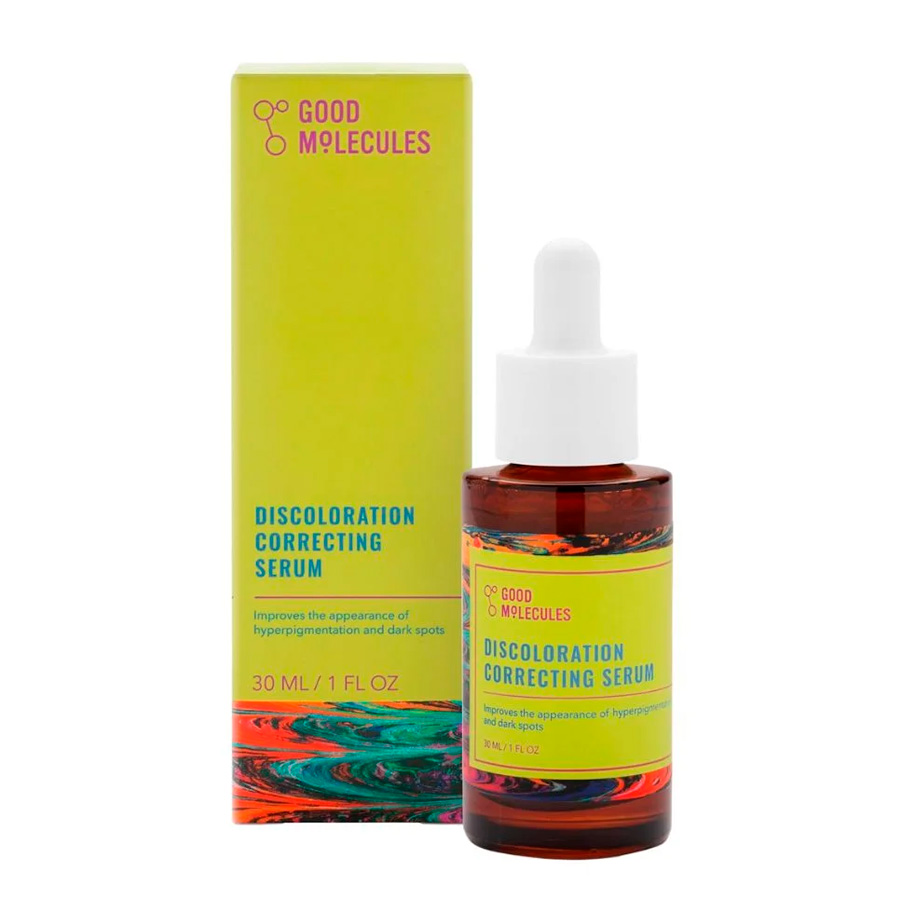 GOOD
MOLECULES
DISCOLORATION
CORRECTING
SERUM
Improves the appearance of
hyperpigmentation and dark spots
30 ML / 1 FL OZ
GOOD
MOLECULES
DISCOLORATION
CORRECTING SERUM
Improves the appearance of hyperpigmentation
and dark spots
30 ML / 1 FL OZ